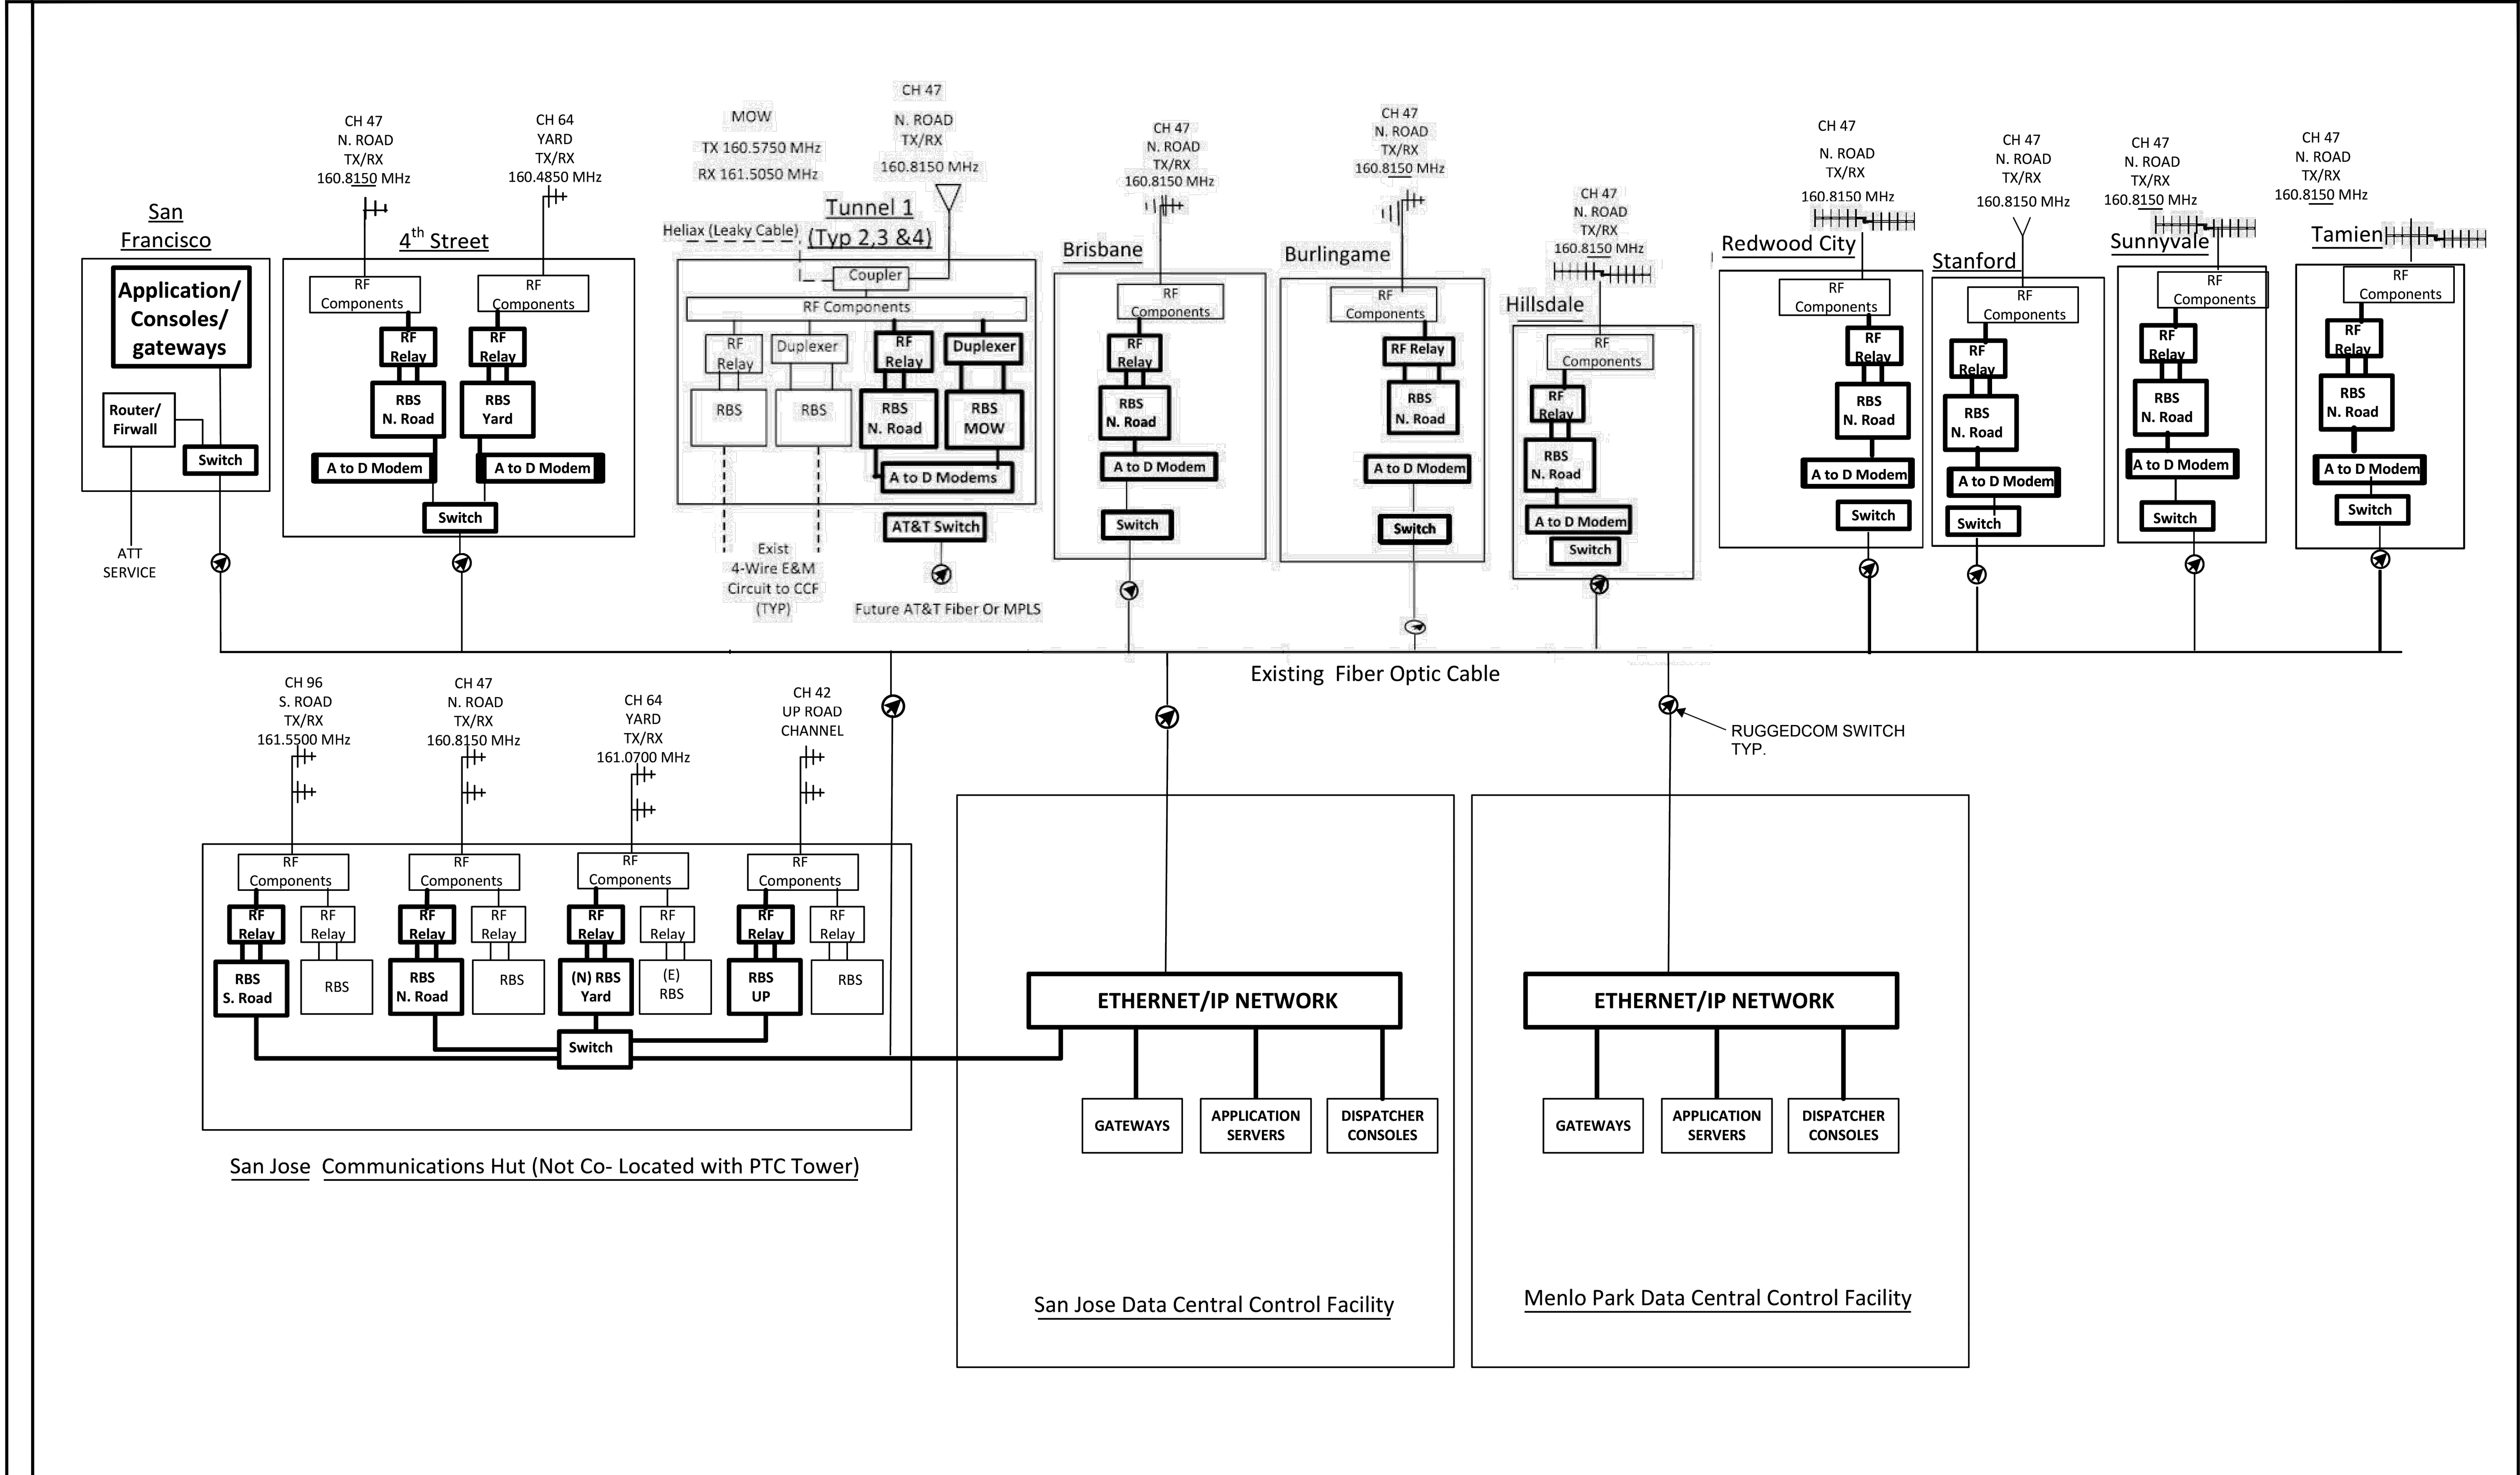 San
Francisco
Application/
Consoles/
gateways
Router/
Firwall
Switch
ATT
SERVICE
CH 47
N. ROAD
TX/RX
160.8150 MHz
CH 64
YARD
TX/RX
160.4850 MHz
4th Street
RF
Components
RF
Components
RF
Relay
RF
Relay
RBS
N. Road
RBS
Yard
A to D Modem
A to D Modem
Switch
MOW
TX 160.5750 MHz
RX 161.5050 MHz
CH 47
N. ROAD
TX/RX
160.8150 MHz
Tunnel 1
(Typ 2,3 &4)
Heliax (Leaky Cable)
Coupler
RF Components
RF
Relay
Duplexer
RF
Relay
Duplexer
RBS
RBS
RBS
N. Road
RBS
MOW
A to D Modems
AT&T Switch
Exist
4-Wire E&M
Circuit to CCF
(TYP)
Future AT&T Fiber Or MPLS
CH 47
N. ROAD
TX/RX
160.8150 MHz
Brisbane
RF
Components
RF
Relay
RBS
N. Road
A to D Modem
Switch
CH 47
N. ROAD
TX/RX
160.8150 MHz
Burlingame
RF
Components
RF Relay
RBS
N. Road
A to D Modem
Switch
CH 47
N. ROAD
TX/RX
160.8150 MHz
Hillsdale
RF
Components
RF
Relay
RBS
N. Road
A to D Modem
Switch
CH 47
N. ROAD
TX/RX
160.8150 MHz
Redwood City
RF
Components
RF
Relay
RBS
N. Road
A to D Modem
Switch
CH 47
N. ROAD
TX/RX
160.8150 MHz
Stanford
RF
Components
RF
Relay
RBS
N. Road
A to D Modem
Switch
CH 47
N. ROAD
TX/RX
160.8150 MHz
Sunnyvale
RF
Components
RF
Relay
RBS
N. Road
A to D Modem
Switch
CH 47
N. ROAD
TX/RX
160.8150 MHz
Tamien
RF
Components
RF
Relay
RBS
N. Road
A to D Modem
Switch
Existing Fiber Optic Cable
CH 96
S. ROAD
TX/RX
161.5500 MHz
CH 47
N. ROAD
TX/RX
160.8150 MHz
CH 64
YARD
TX/RX
161.0700 MHz
CH 42
UP ROAD
CHANNEL
RF
Components
RF
Components
RF
Components
RF
Components
RF
Relay
RF
Relay
RF
Relay
RF
Relay
RF
Relay
RF
Relay
RF
Relay
RF
Relay
RBS
S. Road
RBS
RBS
N. Road
RBS
(N) RBS
Yard
(E)
RBS
RBS
UP
RBS
Switch
San Jose Communications Hut (Not Co- Located with PTC Tower)
RUGGEDCOM SWITCH
TYP.
ETHERNET/IP NETWORK
GATEWAYS
APPLICATION
SERVERS
DISPATCHER
CONSOLES
San Jose Data Central Control Facility
ETHERNET/IP NETWORK
GATEWAYS
APPLICATION
SERVERS
DISPATCHER
CONSOLES
Menlo Park Data Central Control Facility